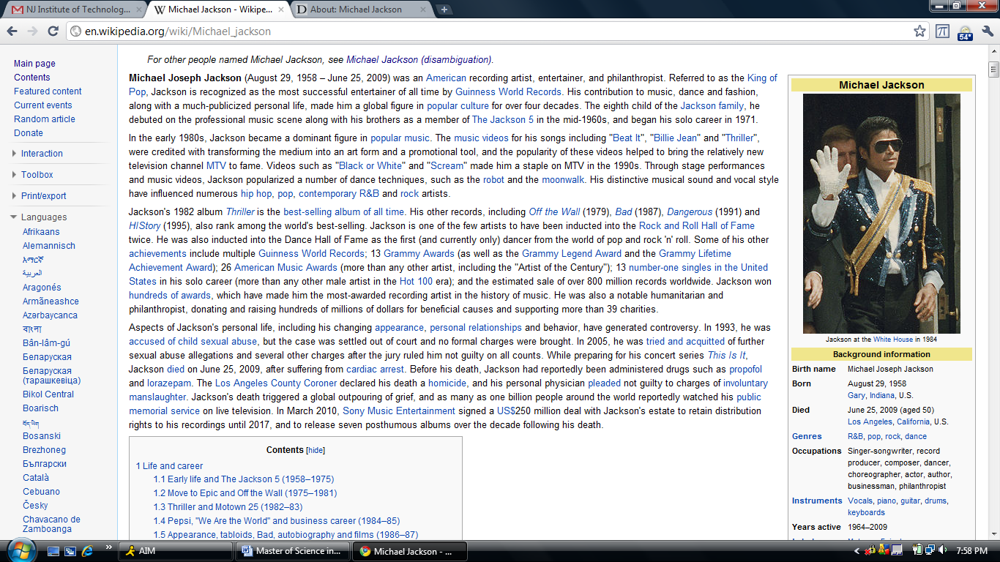 NJ Institute of Technolog...
Michael Jackson - Wikipe...
About: Michael Jackson
en.wikipedia.org/wiki/Michael_jackson
54°
Main page
Contents
Featured content
Current events
Random article
Donate
Interaction
Toolbox
Print/export
Languages
Afrikaans
Alemannisch
አማርኛ
العربية
Aragonés
Armãneashce
Azərbaycanca
বাংলা
Bân-lâm-gú
Беларуская
Беларуская
(тарашкевіца)
Bikol Central
Boarisch
བོད་ཡིག
Bosanski
Brezhoneg
Български
Català
Cebuano
Česky
Chavacano de
Zamboanga
For other people named Michael Jackson, see Michael Jackson (disambiguation).
Michael Joseph Jackson (August 29, 1958 – June 25, 2009) was an American recording artist, entertainer, and philanthropist. Referred to as the King of
Pop, Jackson is recognized as the most successful entertainer of all time by Guinness World Records. His contribution to music, dance and fashion,
along with a much-publicized personal life, made him a global figure in popular culture for over four decades. The eighth child of the Jackson family, he
debuted on the professional music scene along with his brothers as a member of The Jackson 5 in the mid-1960s, and began his solo career in 1971.
In the early 1980s, Jackson became a dominant figure in popular music. The music videos for his songs including "Beat It", "Billie Jean" and "Thriller",
were credited with transforming the medium into an art form and a promotional tool, and the popularity of these videos helped to bring the relatively new
television channel MTV to fame. Videos such as "Black or White" and "Scream" made him a staple on MTV in the 1990s. Through stage performances
and music videos, Jackson popularized a number of dance techniques, such as the robot and the moonwalk. His distinctive musical sound and vocal style
have influenced numerous hip hop, pop, contemporary R&B and rock artists.
Jackson's 1982 album Thriller is the best-selling album of all time. His other records, including Off the Wall (1979), Bad (1987), Dangerous (1991) and
HIStory (1995), also rank among the world's best-selling. Jackson is one of the few artists to have been inducted into the Rock and Roll Hall of Fame
twice. He was also inducted into the Dance Hall of Fame as the first (and currently only) dancer from the world of pop and rock 'n' roll. Some of his other
achievements include multiple Guinness World Records; 13 Grammy Awards (as well as the Grammy Legend Award and the Grammy Lifetime
Achievement Award); 26 American Music Awards (more than any other artist, including the "Artist of the Century"); 13 number-one singles in the United
States in his solo career (more than any other male artist in the Hot 100 era); and the estimated sale of over 800 million records worldwide. Jackson won
hundreds of awards, which have made him the most-awarded recording artist in the history of music. He was also a notable humanitarian and
philanthropist, donating and raising hundreds of millions of dollars for beneficial causes and supporting more than 39 charities.
Aspects of Jackson's personal life, including his changing appearance, personal relationships and behavior, have generated controversy. In 1993, he was
accused of child sexual abuse, but the case was settled out of court and no formal charges were brought. In 2005, he was tried and acquitted of further
sexual abuse allegations and several other charges after the jury ruled him not guilty on all counts. While preparing for his concert series This Is It,
Jackson died on June 25, 2009, after suffering from cardiac arrest. Before his death, Jackson had reportedly been administered drugs such as propofol
and lorazepam. The Los Angeles County Coroner declared his death a homicide, and his personal physician pleaded not guilty to charges of involuntary
manslaughter. Jackson's death triggered a global outpouring of grief, and as many as one billion people around the world reportedly watched his public
memorial service on live television. In March 2010, Sony Music Entertainment signed a US$250 million deal with Jackson's estate to retain distribution
rights to his recordings until 2017, and to release seven posthumous albums over the decade following his death.
Contents [hide]
1 Life and career
1.1 Early life and The Jackson 5 (1958–1975)
1.2 Move to Epic and Off the Wall (1975–1981)
1.3 Thriller and Motown 25 (1982–83)
1.4 Pepsi, "We Are the World" and business career (1984–85)
1.5 Appearance, tabloids, Bad, autobiography and films (1986–87)
Michael Jackson
Jackson at the White House in 1984
Background information
Birth name Michael Joseph Jackson
Born August 29, 1958
Gary, Indiana, U.S.
Died June 25, 2009 (aged 50)
Los Angeles, California, U.S.
Genres R&B, pop, rock, dance
Occupations Singer-songwriter, record
producer, composer, dancer,
choreographer, actor, author,
businessman, philanthropist
Instruments Vocals, piano, guitar, drums,
keyboards
Years active 1964–2009
AIM
Master of Science in...
Michael Jackson - ...
7:58 PM